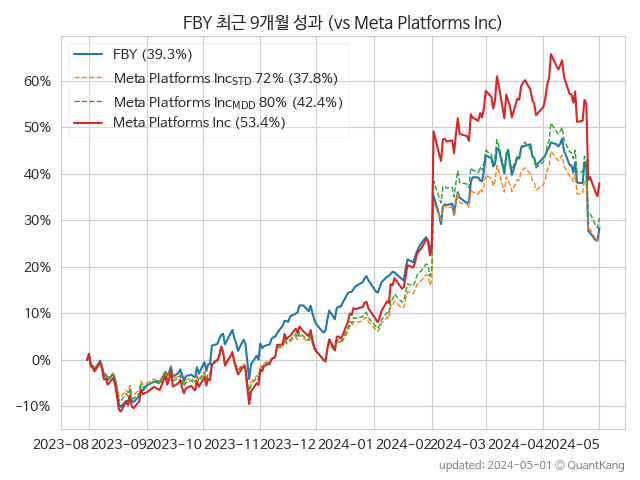 FBY 최근 9개월 성과 (vs Meta Platforms Inc)
FBY (39.3%)
Meta Platforms IncSTD 72% (37.8%)
Meta Platforms IncMDD 80% (42.4%)
Meta Platforms Inc (53.4%)
60%
50%
40%
30%
20%
10%
0%
−10%
2023−08 2023−09 2023−10 2023−11 2023−12 2024−01 2024−02 2024−03 2024−04 2024−05
updated: 2024-05-01 © QuantKang